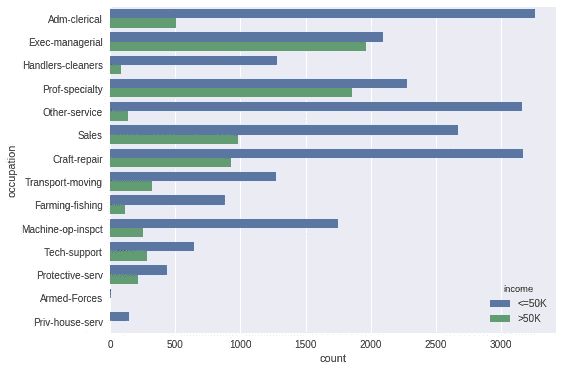 occupation
Adm-clerical
Exec-managerial
Handlers-cleaners
Prof-specialty
Other-service
Sales
Craft-repair
Transport-moving
Farming-fishing
Machine-op-inspct
Tech-support
Protective-serv
Armed-Forces
Priv-house-serv
income
<=50K
>50K
0 500 1000 1500 2000 2500 3000
count